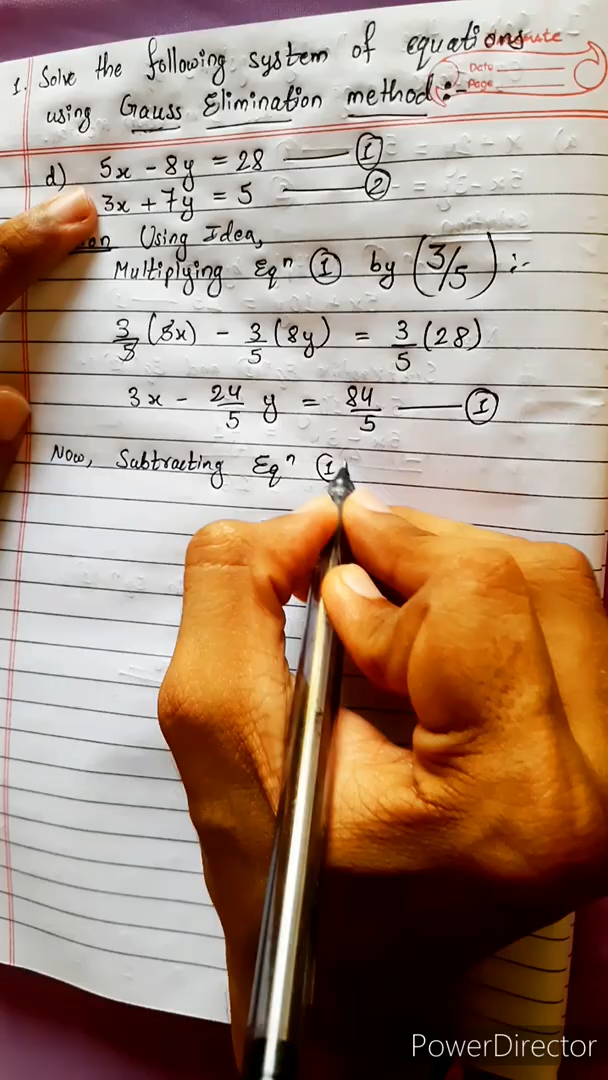 1. Solve the following system of equations
using Gauss Elimination method:-
Date
Page
d) 5x - 8y = 28 —— ①
3x + 7y = 5 —— ②
Using Idea,
Multiplying Eqⁿ ① by (3/5) :-
3/5 (5x) - 3/5 (8y) = 3/5 (28)
3x - 24/5 y = 84/5 —— ①
Now, Subtracting Eqⁿ ①
PowerDirector